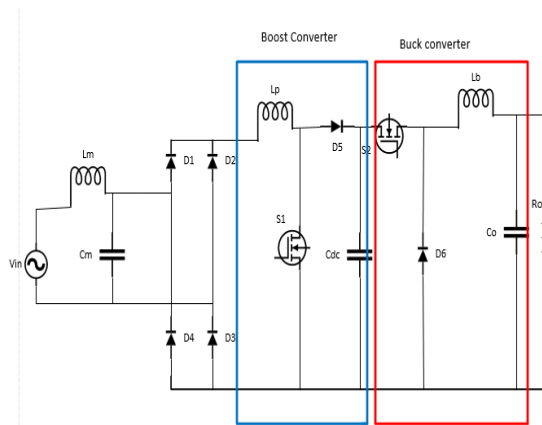 Boost Converter
Buck converter
Lp
Lb
D5
S2
D1
D2
Lm
S1
Ro
Cm
Cdc
D6
Co
Vin
D4
D3